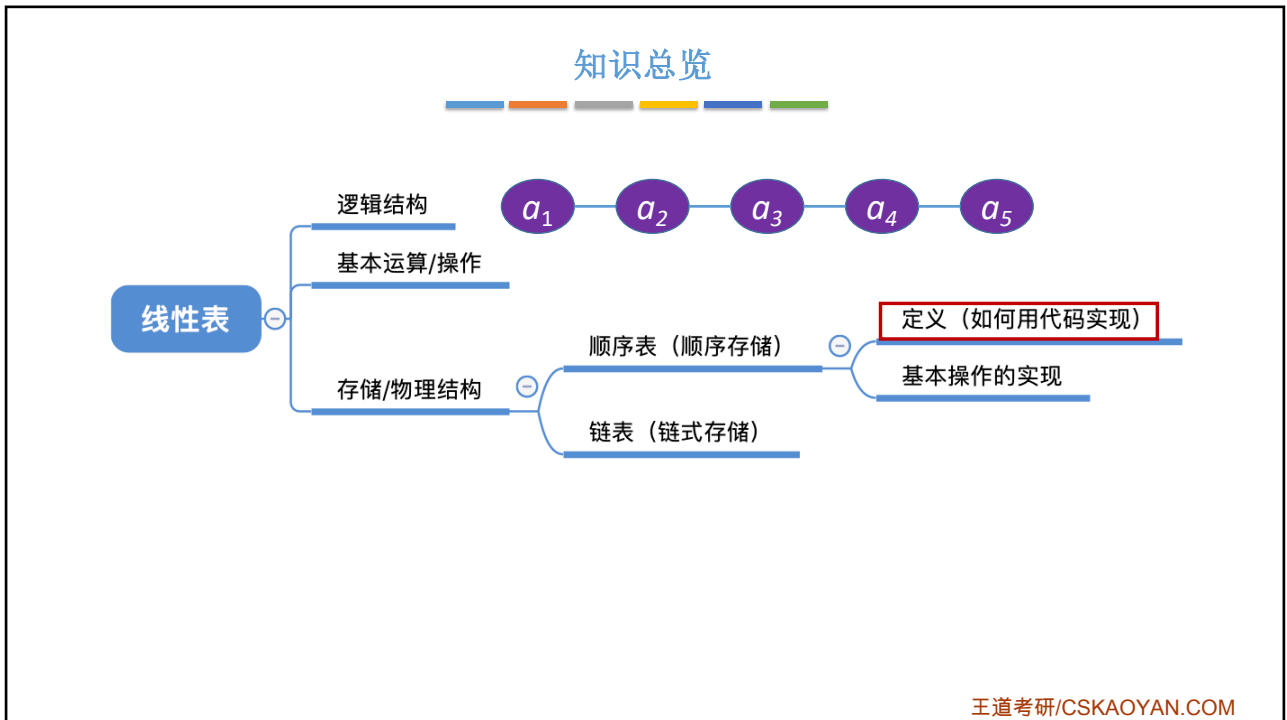 知识总览
逻辑结构
a1 a2 a3 a4 a5
基本运算/操作
线性表
定义（如何用代码实现）
顺序表（顺序存储）
基本操作的实现
存储/物理结构
链表（链式存储）
王道考研/CSKAOYAN.COM